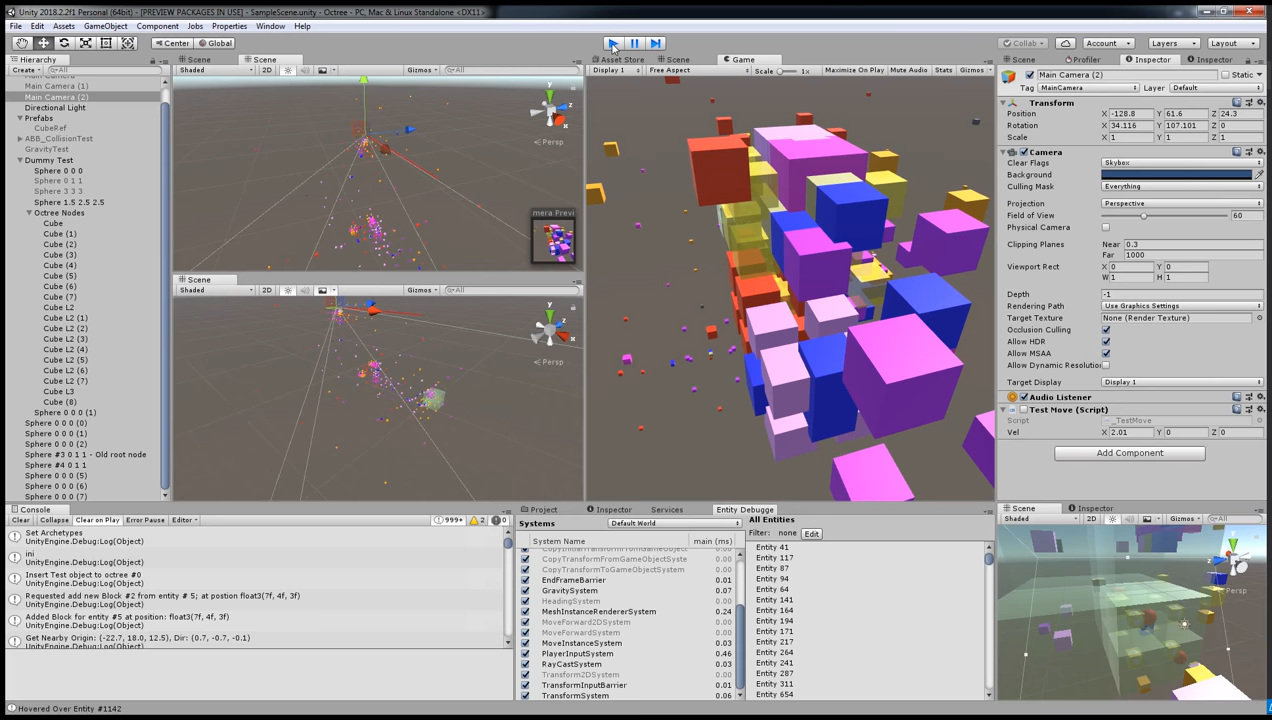 Unity 2018.2.2f1 Personal (64bit) - [PREVIEW PACKAGES IN USE] - SampleScene.unity - Octree - PC, Mac & Linux Standalone <DX11>
File Edit Assets GameObject Component Jobs Properties Window Help
Center Global Collab Account Layers Layout
Hierarchy
Create All
Main Camera
Main Camera (1)
Main Camera (2)
Directional Light
Prefabs
CubeRef
ABB_CollisionTest
GravityTest
Dummy Test
Sphere 0 0 0
Sphere 0 1 1
Sphere 3 3 3
Sphere 1.5 2.5 2.5
Octree Nodes
Cube
Cube (1)
Cube (2)
Cube (3)
Cube (4)
Cube (5)
Cube (6)
Cube (7)
Cube L2
Cube L2 (1)
Cube L2 (2)
Cube L2 (3)
Cube L2 (4)
Cube L2 (5)
Cube L2 (6)
Cube L2 (7)
Cube L3
Cube (8)
Sphere 0 0 0 (1)
Sphere 0 0 0 (0)
Sphere 0 0 0 (1)
Sphere 0 0 0 (2)
Sphere #3 0 1 1 - Old root node
Sphere #4 0 1 1
Sphere 0 0 0 (5)
Sphere 0 0 0 (6)
Sphere 0 0 0 (7)
Scene Scene
Shaded 2D Gizmos All
y
z
x
Persp
mera Previ
Scene
Shaded 2D Gizmos All
y
z
x
Persp
Asset Store Scene Game
Display 1 Free Aspect Scale 1x Maximize On Play Mute Audio Stats Gizmos
Scene Profiler Inspector Inspector
Main Camera (2) Static
Tag MainCamera Layer Default
Transform
Position X -128.8 Y 61.6 Z 24.3
Rotation X 34.116 Y 107.101 Z 0
Scale X 1 Y 1 Z 1
Camera
Clear Flags Skybox
Background
Culling Mask Everything
Projection Perspective
Field of View 60
Physical Camera
Clipping Planes Near 0.3
Far 1000
Viewport Rect X 0 Y 0
W 1 H 1
Depth -1
Rendering Path Use Graphics Settings
Target Texture None (Render Texture)
Occlusion Culling
Allow HDR
Allow MSAA
Allow Dynamic Resolution
Target Display Display 1
Audio Listener
Test Move (Script)
Script _TestMove
Vel X 2.01 Y 0 Z 0
Add Component
Console
Clear Collapse Clear on Play Error Pause Editor 999+ 2 0
Set Archetypes
UnityEngine.Debug:Log(Object)
ini
UnityEngine.Debug:Log(Object)
Insert Test object to octree #0
UnityEngine.Debug:Log(Object)
Requested add new Block #2 from entity # 5; at postion float3(7f, 4f, 3f)
UnityEngine.Debug:Log(Object)
Added Block for entity #5 at position: float3(7f, 4f, 3f)
UnityEngine.Debug:Log(Object)
Get Nearby Origin: (-22.7, 18.0, 12.5), Dir: (0.7, -0.7, -0.1)
UnityEngine.Debug:Log(Object)
Project Inspector Services Entity Debugge
Systems Default World
System Name main (ms)
CopyInitialTransformFromGameObjectSystem 0.00
CopyTransformFromGameObjectSyste 0.00
CopyTransformToGameObjectSystem 0.00
EndFrameBarrier 0.01
GravitySystem 0.07
HeadingSystem 0.00
MeshInstanceRendererSystem 0.24
MoveForward2DSystem 0.00
MoveForwardSystem 0.00
MoveInstanceSystem 0.03
PlayerInputSystem 0.46
RayCastSystem 0.03
Transform2DSystem 0.00
TransformInputBarrier 0.01
TransformSystem 0.06
All Entities
Filter: none Edit
Entity 41
Entity 117
Entity 87
Entity 94
Entity 64
Entity 141
Entity 164
Entity 194
Entity 171
Entity 217
Entity 264
Entity 241
Entity 287
Entity 311
Entity 654
Scene Inspector
Shaded 2D Gizmos All
Persp
Hovered Over Entity #1142